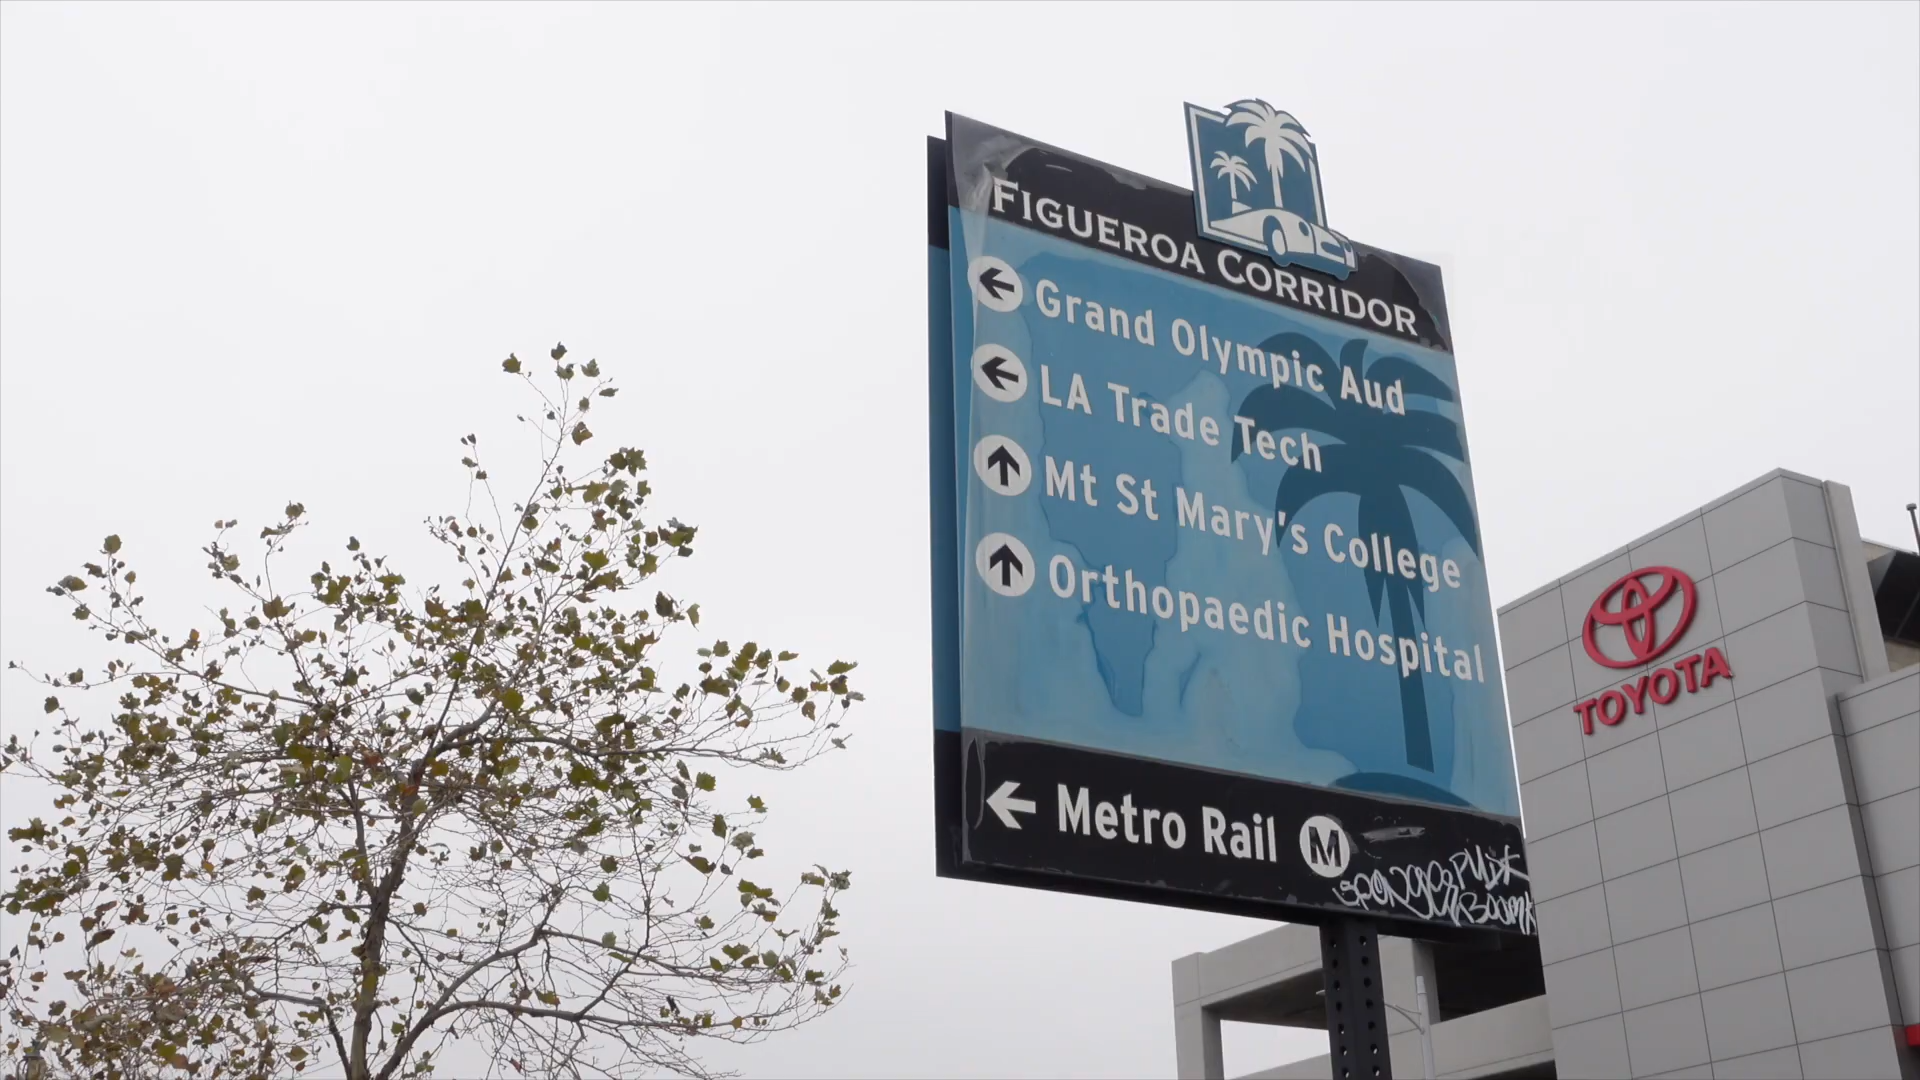 FIGUEROA CORRIDOR
Grand Olympic Aud
LA Trade Tech
Mt St Mary's College
Orthopaedic Hospital
Metro Rail M
TOYOTA